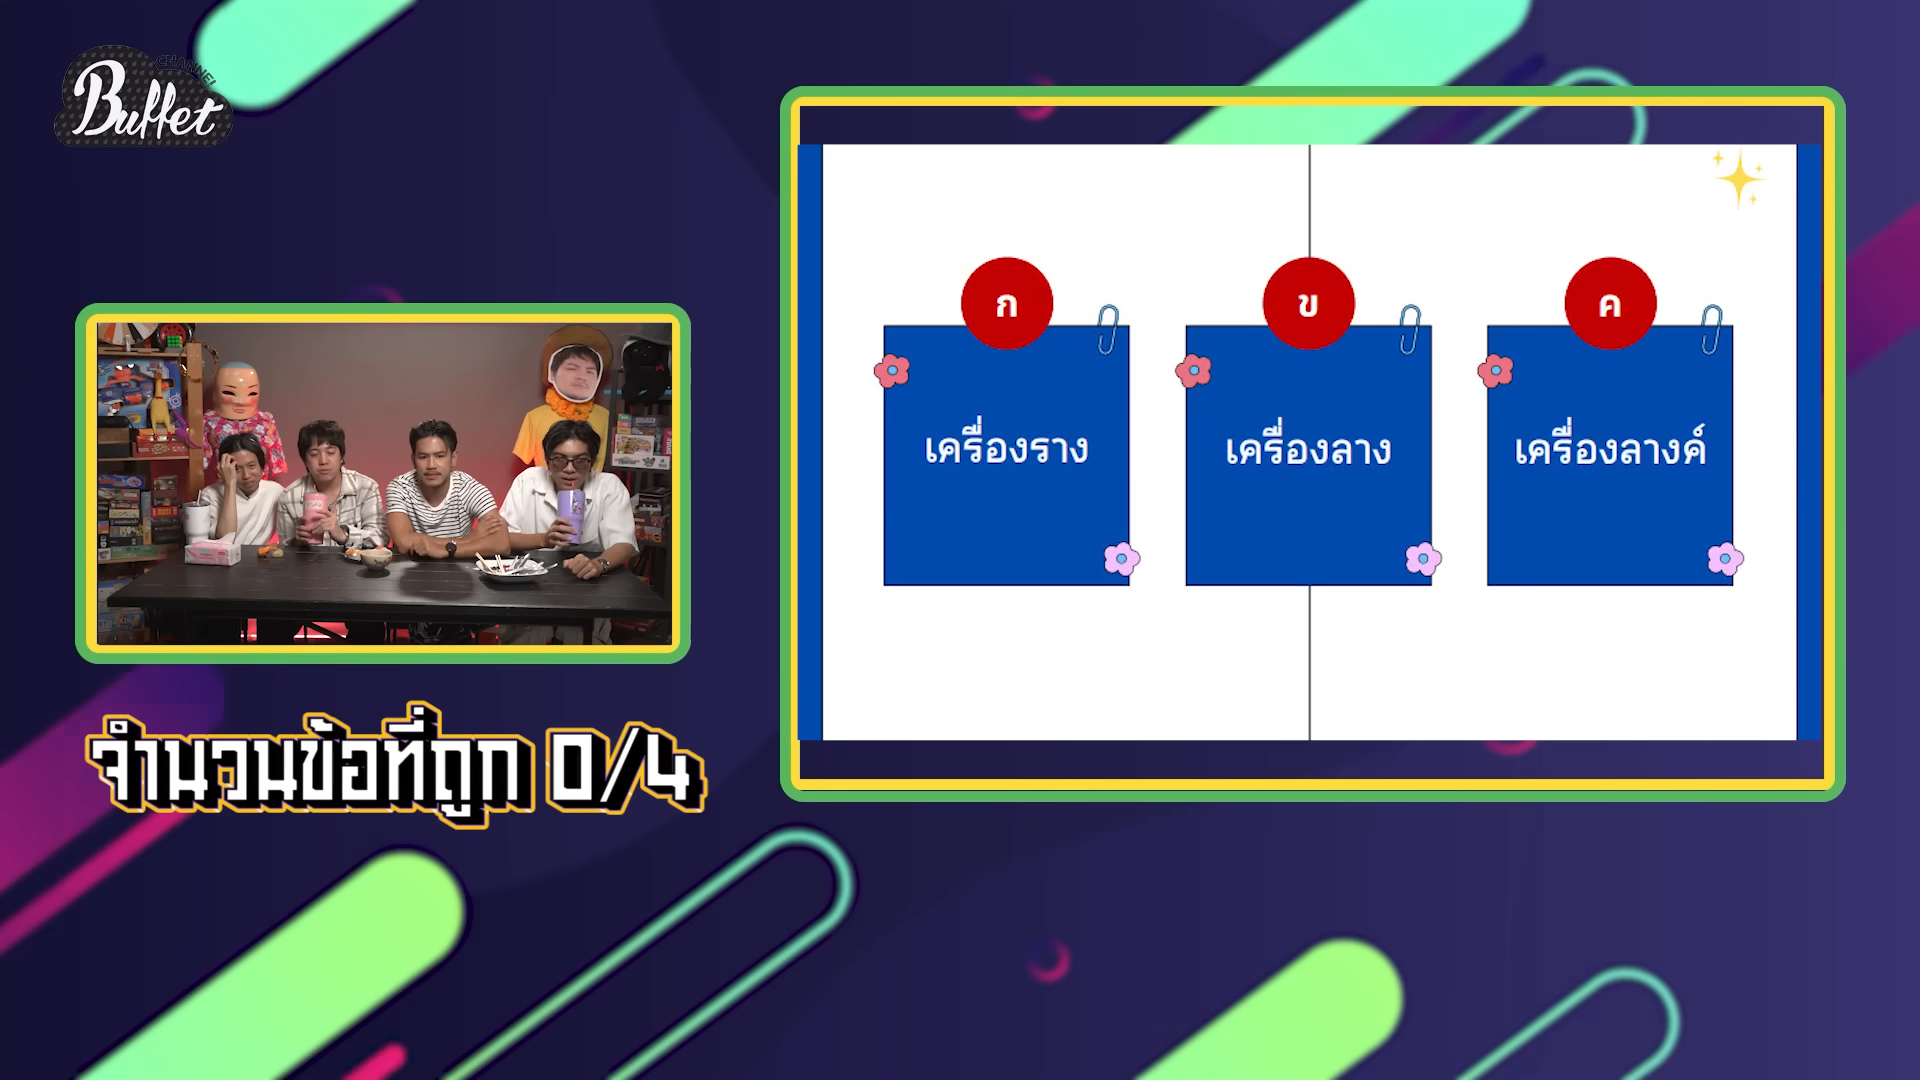 CHANNEL
Buffet
ก
ข
ค
เครื่องราง
เครื่องลาง
เครื่องลางค์
จำนวนข้อที่ถูก 0/4